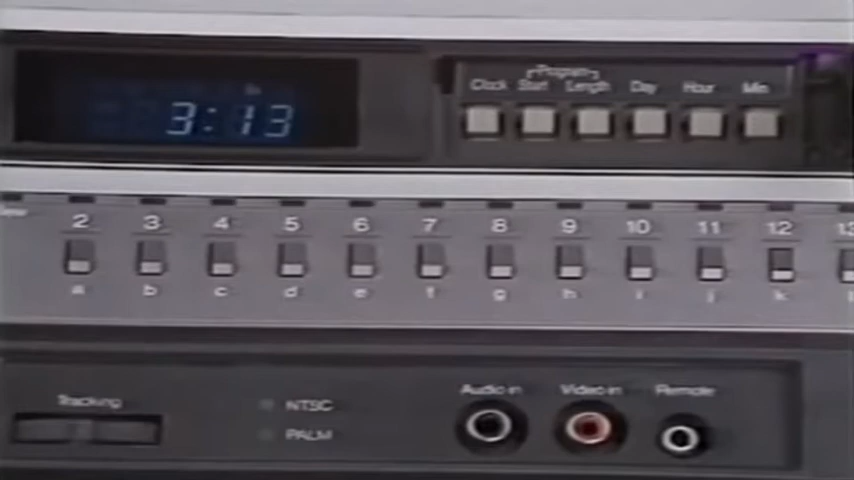 Program
Clock Start Length Day Hour Min
3:13
2 3 4 5 6 7 8 9 10 11 12 13
a b c d e f g h i j k l
Tracking
NTSC
PALM
Audio in Video in Remote